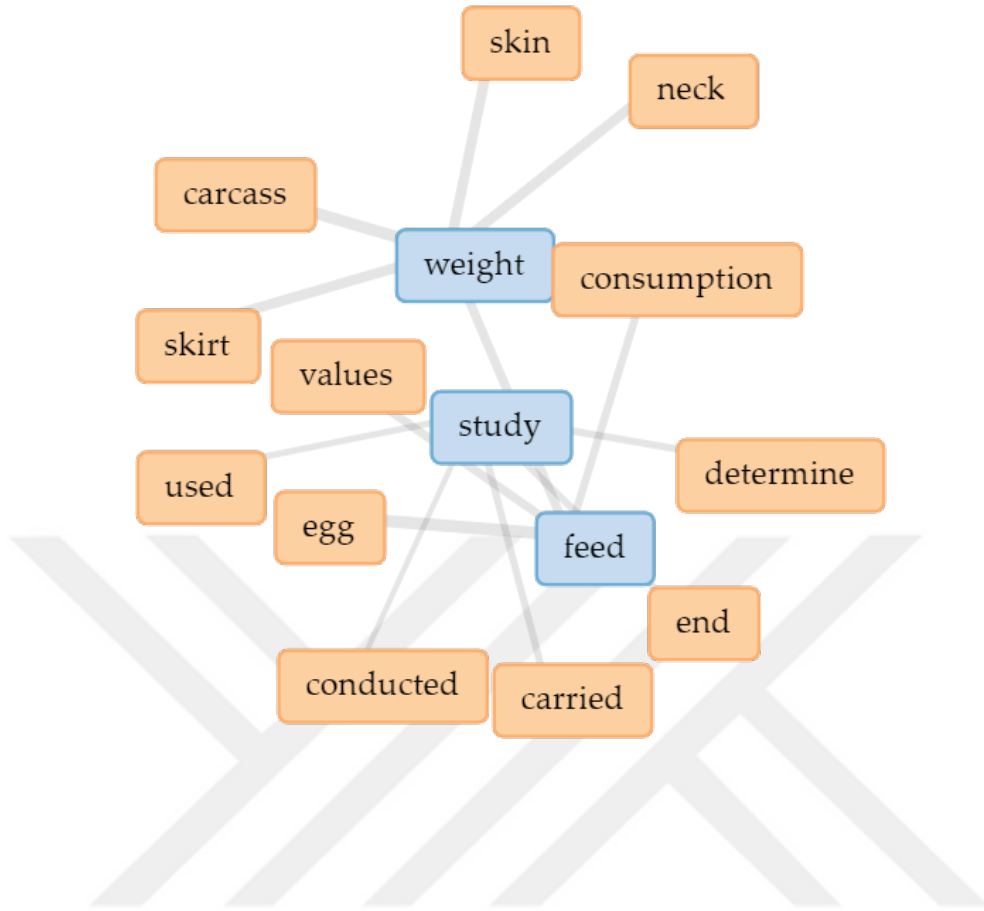 skin
neck
carcass
weight
consumption
skirt
values
study
determine
used
egg
feed
end
conducted
carried